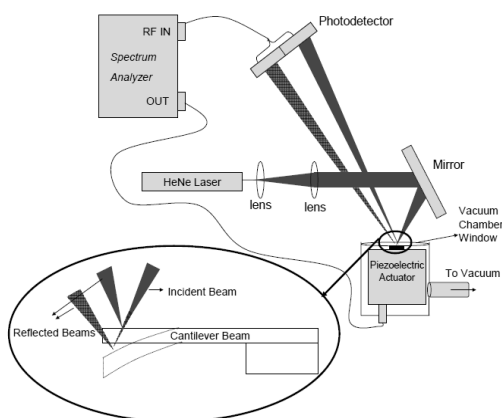 Photodetector
RF IN
Spectrum
Analyzer
OUT
Mirror
HeNe Laser
lens
lens
Vacuum
Chamber
Window
Piezoelectric
Actuator
To Vacuum
Incident Beam
Reflected Beams
Cantilever Beam